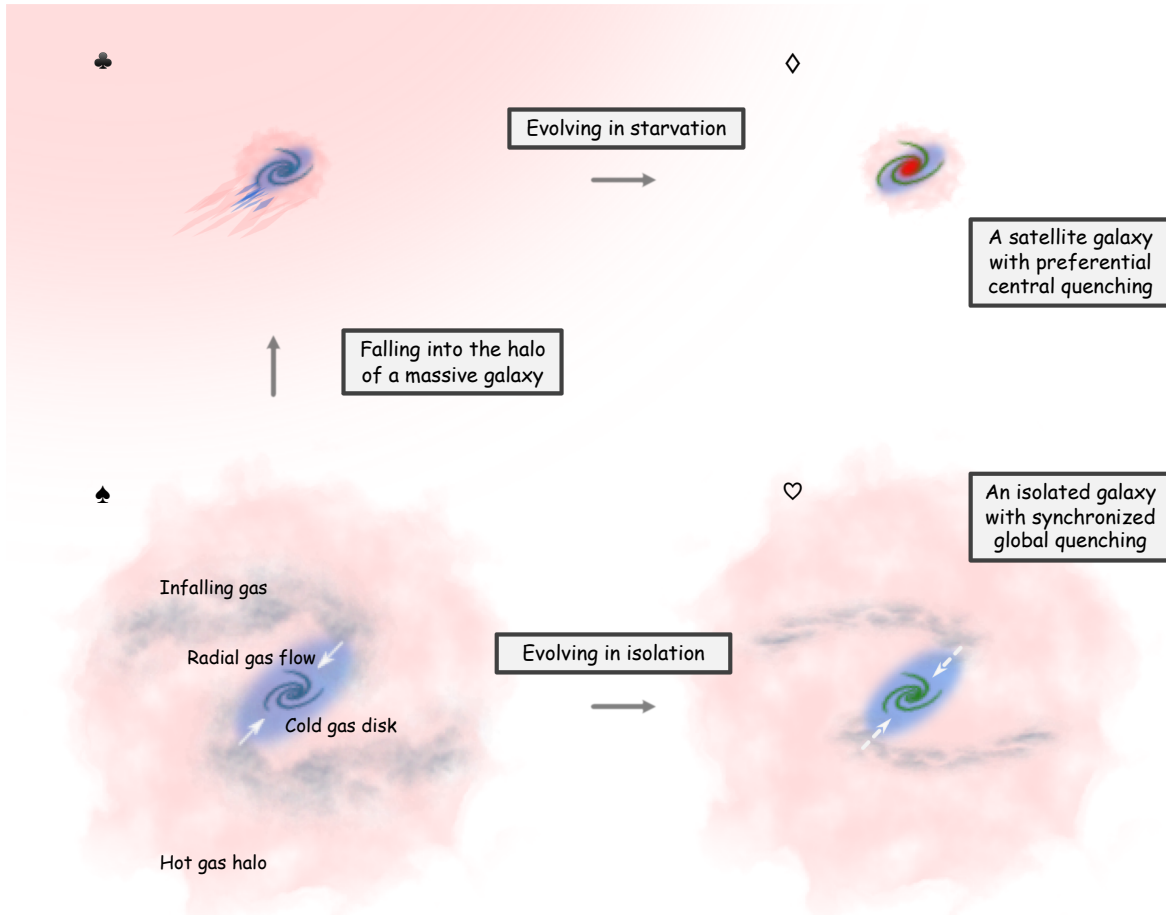 ♣
♢
Evolving in starvation
A satellite galaxy
with preferential
central quenching
Falling into the halo
of a massive galaxy
♠
♡
An isolated galaxy
with synchronized
global quenching
Infalling gas
Radial gas flow
Evolving in isolation
Cold gas disk
Hot gas halo